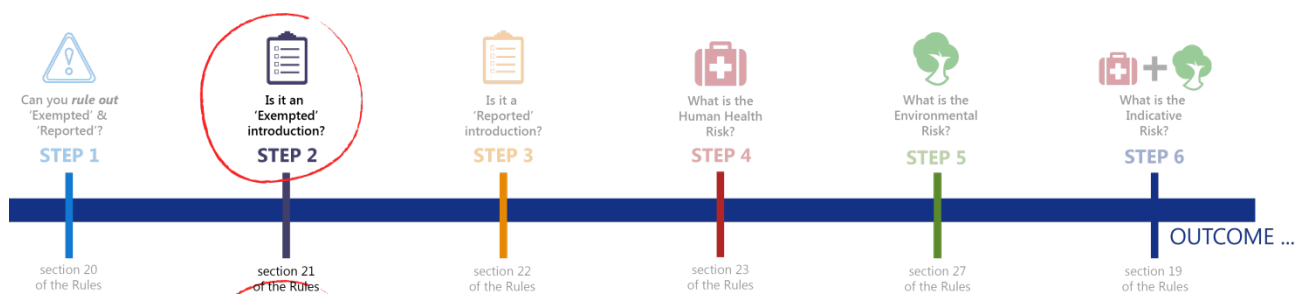 Can you rule out
'Exempted' &
'Reported'?
STEP 1
Is it an
'Exempted'
introduction?
STEP 2
Is it a
'Reported'
introduction?
STEP 3
What is the
Human Health
Risk?
STEP 4
What is the
Environmental
Risk?
STEP 5
What is the
Indicative
Risk?
STEP 6
OUTCOME ...
section 20
of the Rules
section 21
of the Rules
section 22
of the Rules
section 23
of the Rules
section 27
of the Rules
section 19
of the Rules